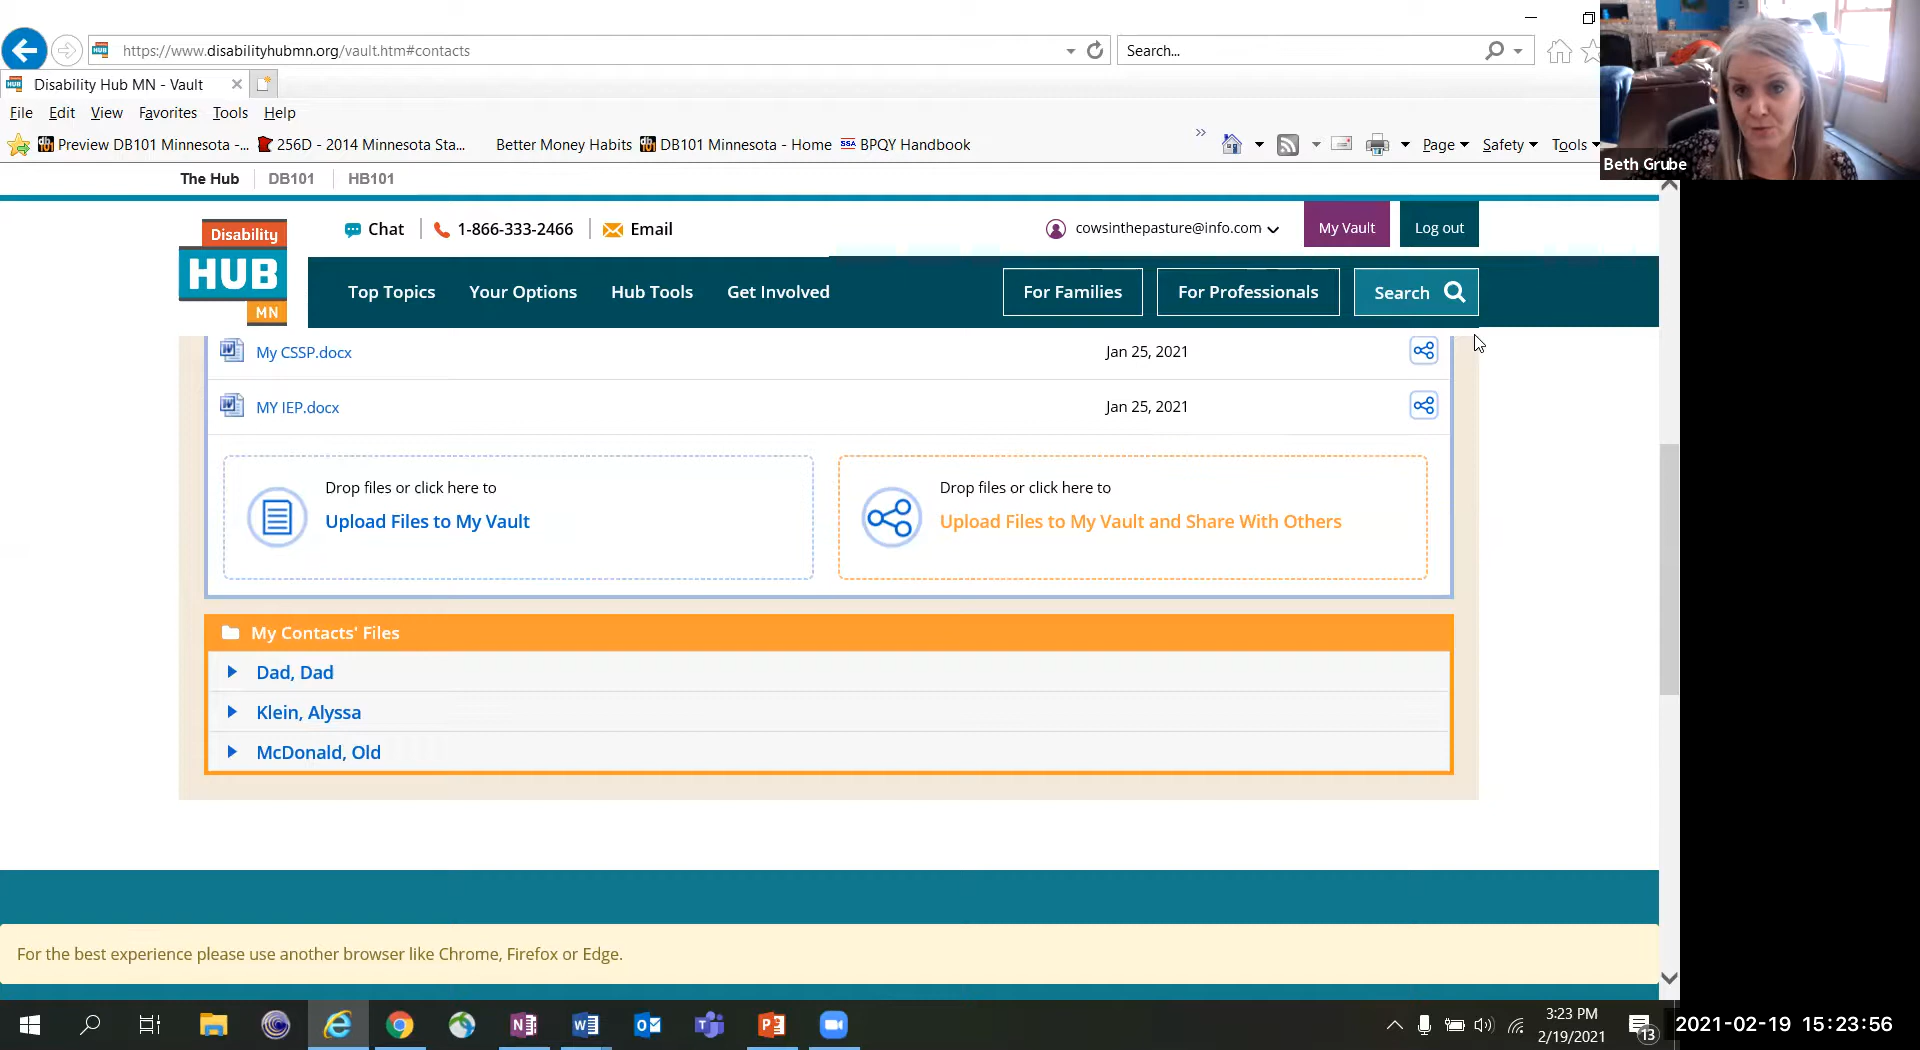 https://www.disabilityhubmn.org/vault.htm#contacts
Search...
Disability Hub MN - Vault
File Edit View Favorites Tools Help
Preview DB101 Minnesota -...
256D - 2014 Minnesota Sta...
Better Money Habits
DB101 Minnesota - Home
BPQY Handbook
Page
Safety
Tools
Beth Grube
The Hub
DB101
HB101
Disability
HUB
MN
Chat
1-866-333-2466
Email
cowsinthepasture@info.com
My Vault
Log out
Top Topics
Your Options
Hub Tools
Get Involved
For Families
For Professionals
Search
My CSSP.docx
Jan 25, 2021
MY IEP.docx
Jan 25, 2021
Drop files or click here to
Upload Files to My Vault
Drop files or click here to
Upload Files to My Vault and Share With Others
My Contacts' Files
Dad, Dad
Klein, Alyssa
McDonald, Old
For the best experience please use another browser like Chrome, Firefox or Edge.
3:23 PM
2/19/2021
13
2021-02-19 15:23:56